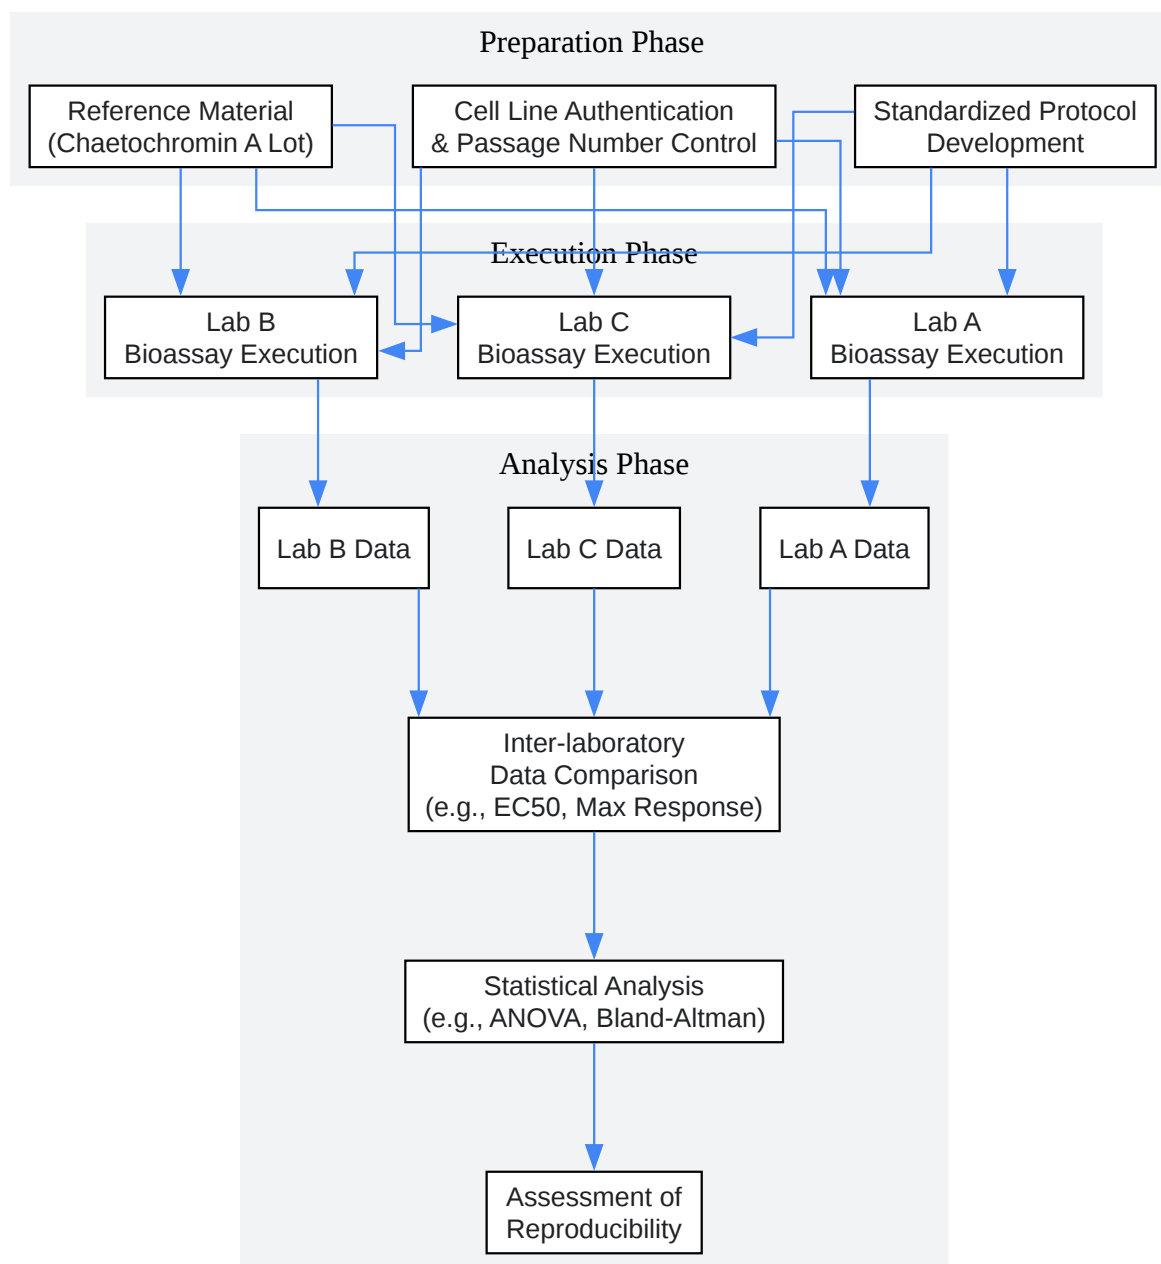 Preparation Phase
Reference Material
(Chaetochromin A Lot)
Cell Line Authentication
& Passage Number Control
Standardized Protocol
Development
Execution Phase
Lab B
Bioassay Execution
Lab C
Bioassay Execution
Lab A
Bioassay Execution
Analysis Phase
Lab B Data
Lab C Data
Lab A Data
Inter-laboratory
Data Comparison
(e.g., EC50, Max Response)
Statistical Analysis
(e.g., ANOVA, Bland-Altman)
Assessment of
Reproducibility